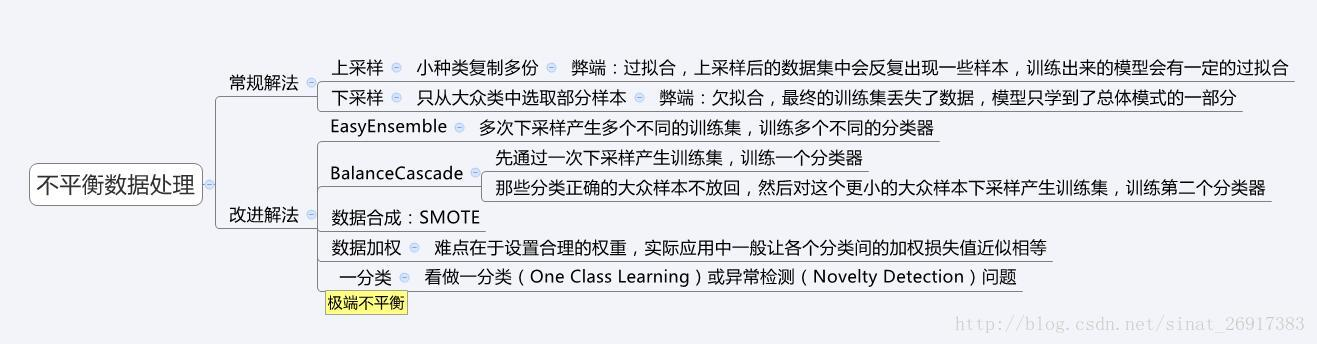 不平衡数据处理
常规解法
上采样 小种类复制多份 弊端：过拟合，上采样后的数据集中会反复出现一些样本，训练出来的模型会有一定的过拟合
下采样 只从大众类中选取部分样本 弊端：欠拟合，最终的训练集丢失了数据，模型只学到了总体模式的一部分
改进解法
EasyEnsemble 多次下采样产生多个不同的训练集，训练多个不同的分类器
BalanceCascade
先通过一次下采样产生训练集，训练一个分类器
那些分类正确的大众样本不放回，然后对这个更小的大众样本下采样产生训练集，训练第二个分类器
数据合成：SMOTE
数据加权 难点在于设置合理的权重，实际应用中一般让各个分类间的加权损失值近似相等
一分类 看做一分类（One Class Learning）或异常检测（Novelty Detection）问题
极端不平衡
http://blog.csdn.net/sinat_26917383